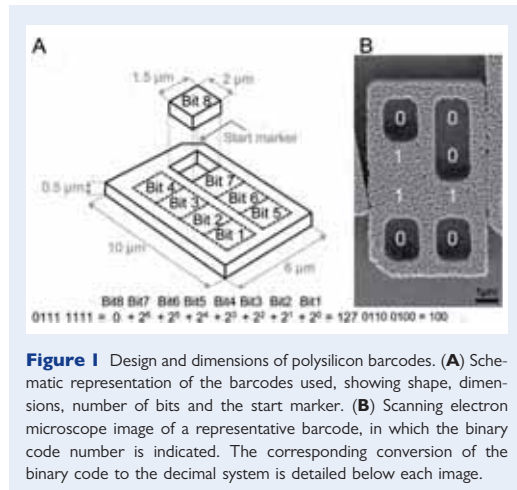 A
B
1.5 µm
2 µm
Bit 8
Start marker
0.5 µm
Bit 4
Bit 7
Bit 3
Bit 6
Bit 2
Bit 5
Bit 1
10 µm
6 µm
0 0
0
1
1 1
0 0
1µm
Bit8 Bit7 Bit6 Bit5 Bit4 Bit3 Bit2 Bit1
0111 1111 = 0 + 2⁶ + 2⁵ + 2⁴ + 2³ + 2² + 2¹ + 2⁰ = 127 0110 0100 = 100
Figure 1 Design and dimensions of polysilicon barcodes. (A) Sche-
matic representation of the barcodes used, showing shape, dimen-
sions, number of bits and the start marker. (B) Scanning electron
microscope image of a representative barcode, in which the binary
code number is indicated. The corresponding conversion of the
binary code to the decimal system is detailed below each image.